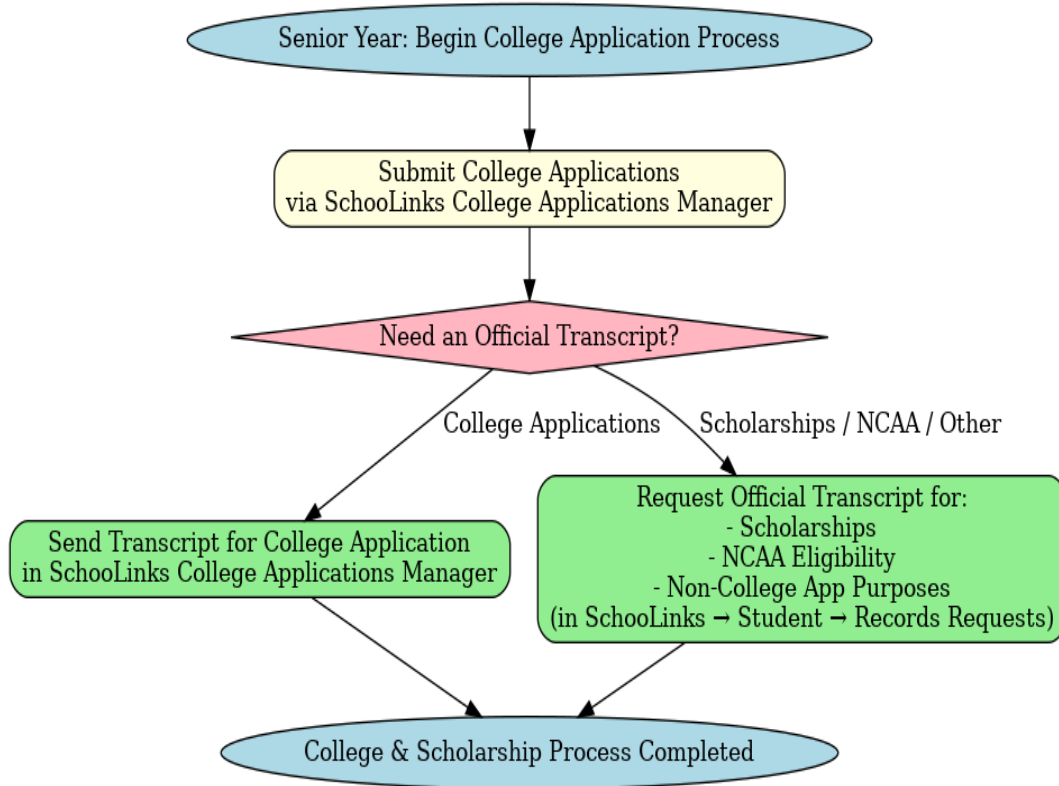 Senior Year: Begin College Application Process
Submit College Applications
via SchooLinks College Applications Manager
Need an Official Transcript?
College Applications
Scholarships / NCAA / Other
Send Transcript for College Application
in SchooLinks College Applications Manager
Request Official Transcript for:
- Scholarships
- NCAA Eligibility
- Non-College App Purposes
(in SchooLinks → Student → Records Requests)
College & Scholarship Process Completed